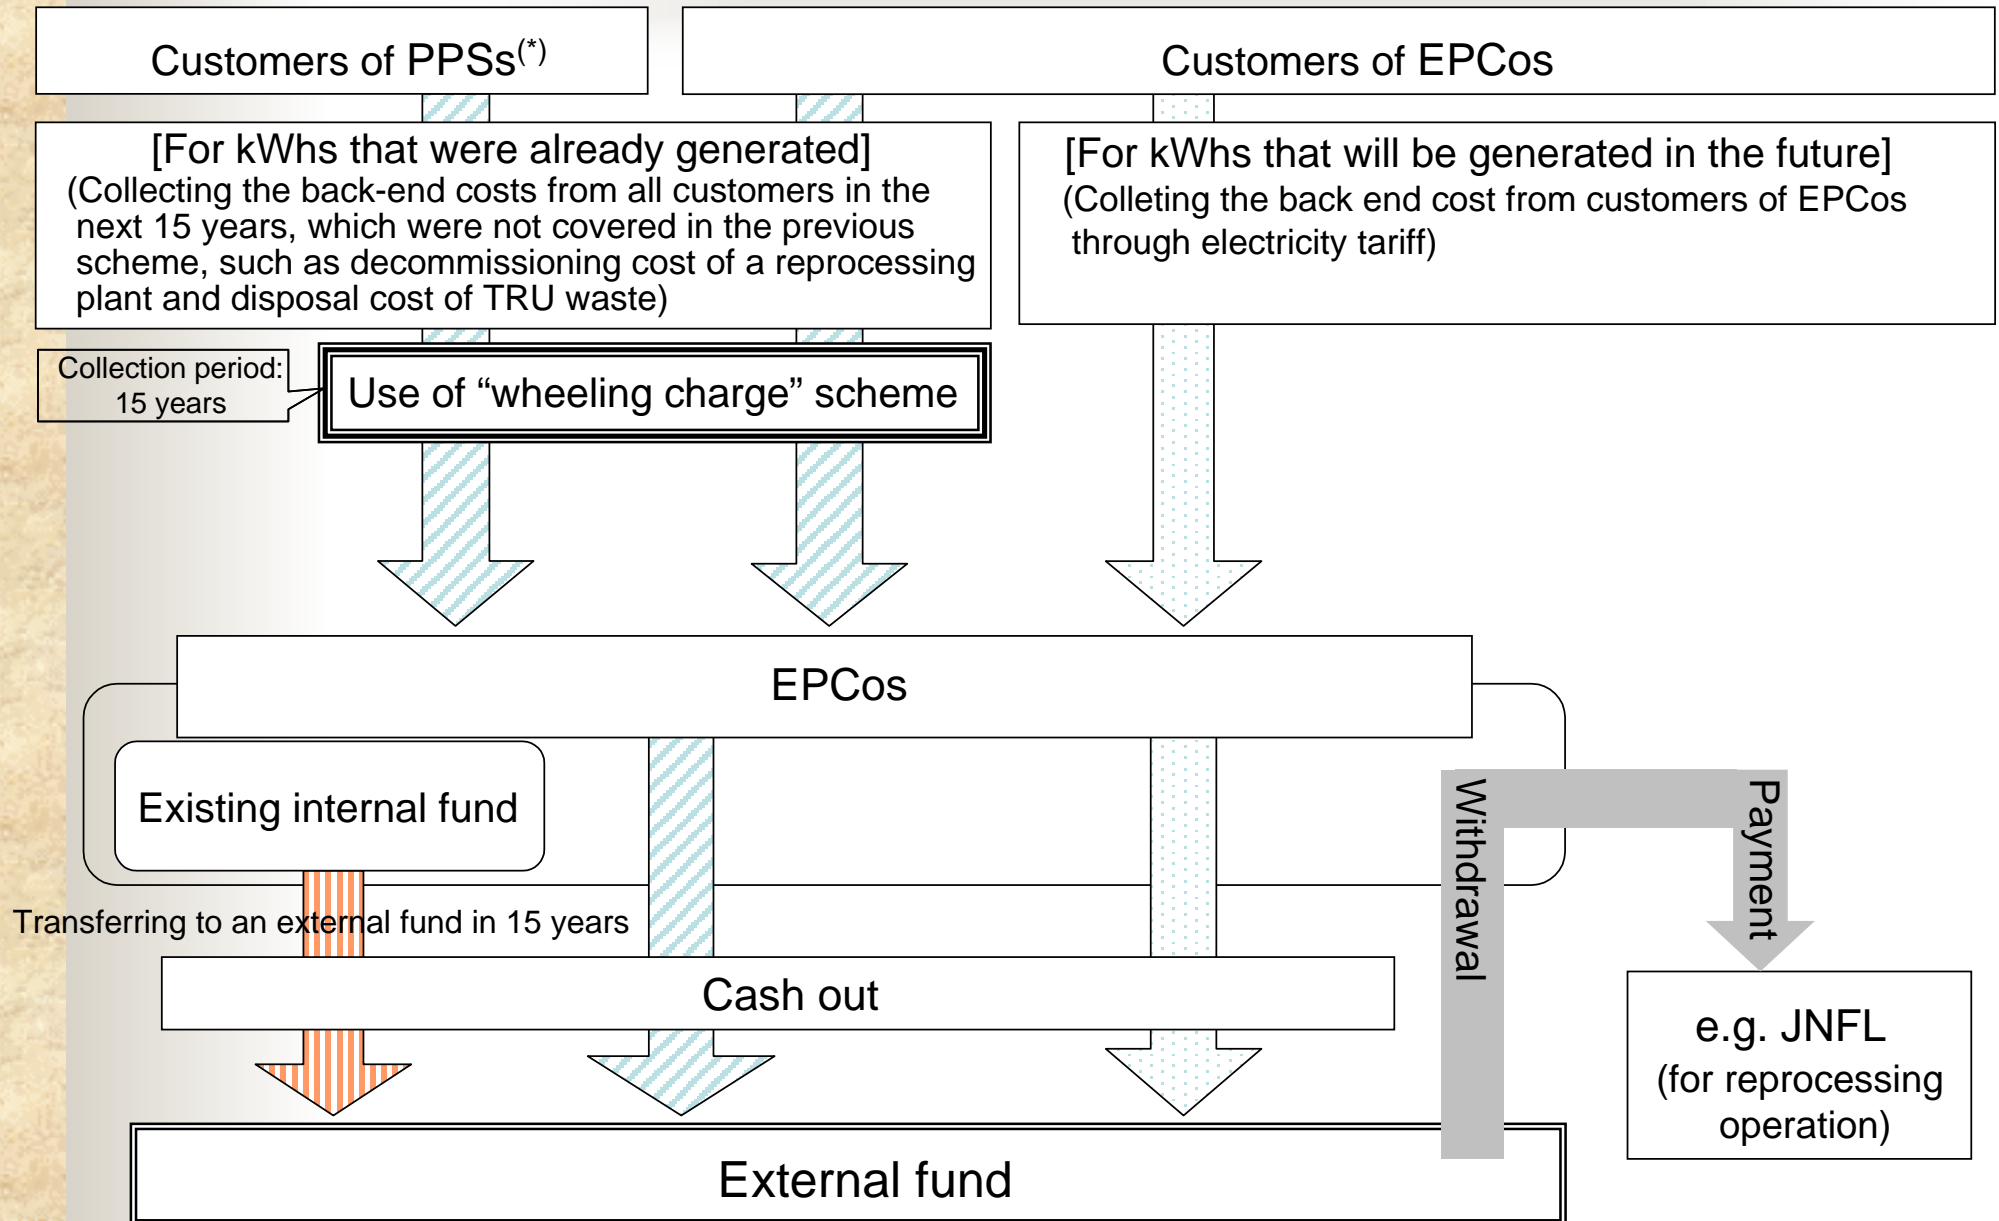 Customers of PPSs(*)
Customers of EPCos
[For kWhs that were already generated]
(Collecting the back-end costs from all customers in the
next 15 years, which were not covered in the previous
scheme, such as decommissioning cost of a reprocessing
plant and disposal cost of TRU waste)
[For kWhs that will be generated in the future]
(Colleting the back end cost from customers of EPCos
through electricity tariff)
Collection period:
15 years
Use of “wheeling charge” scheme
EPCos
Existing internal fund
Withdrawal
Payment
Transferring to an external fund in 15 years
Cash out
e.g. JNFL
(for reprocessing
operation)
External fund